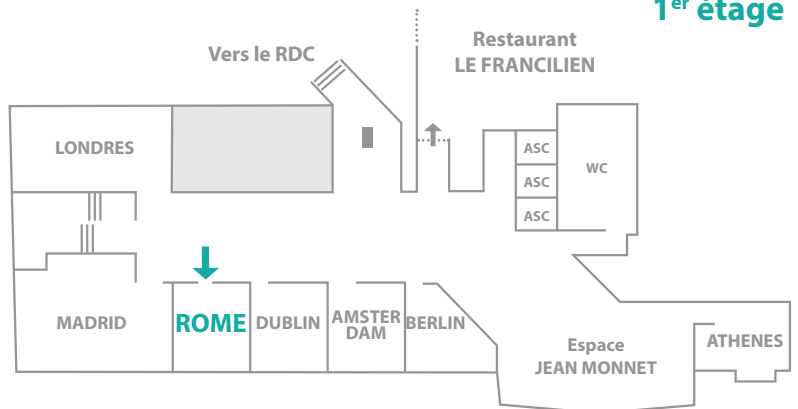 1er étage
Restaurant
LE FRANCILIEN
Vers le RDC
LONDRES
ASC
WC
ASC
ASC
MADRID
ROME
DUBLIN
AMSTER
DAM
BERLIN
Espace
JEAN MONNET
ATHENES